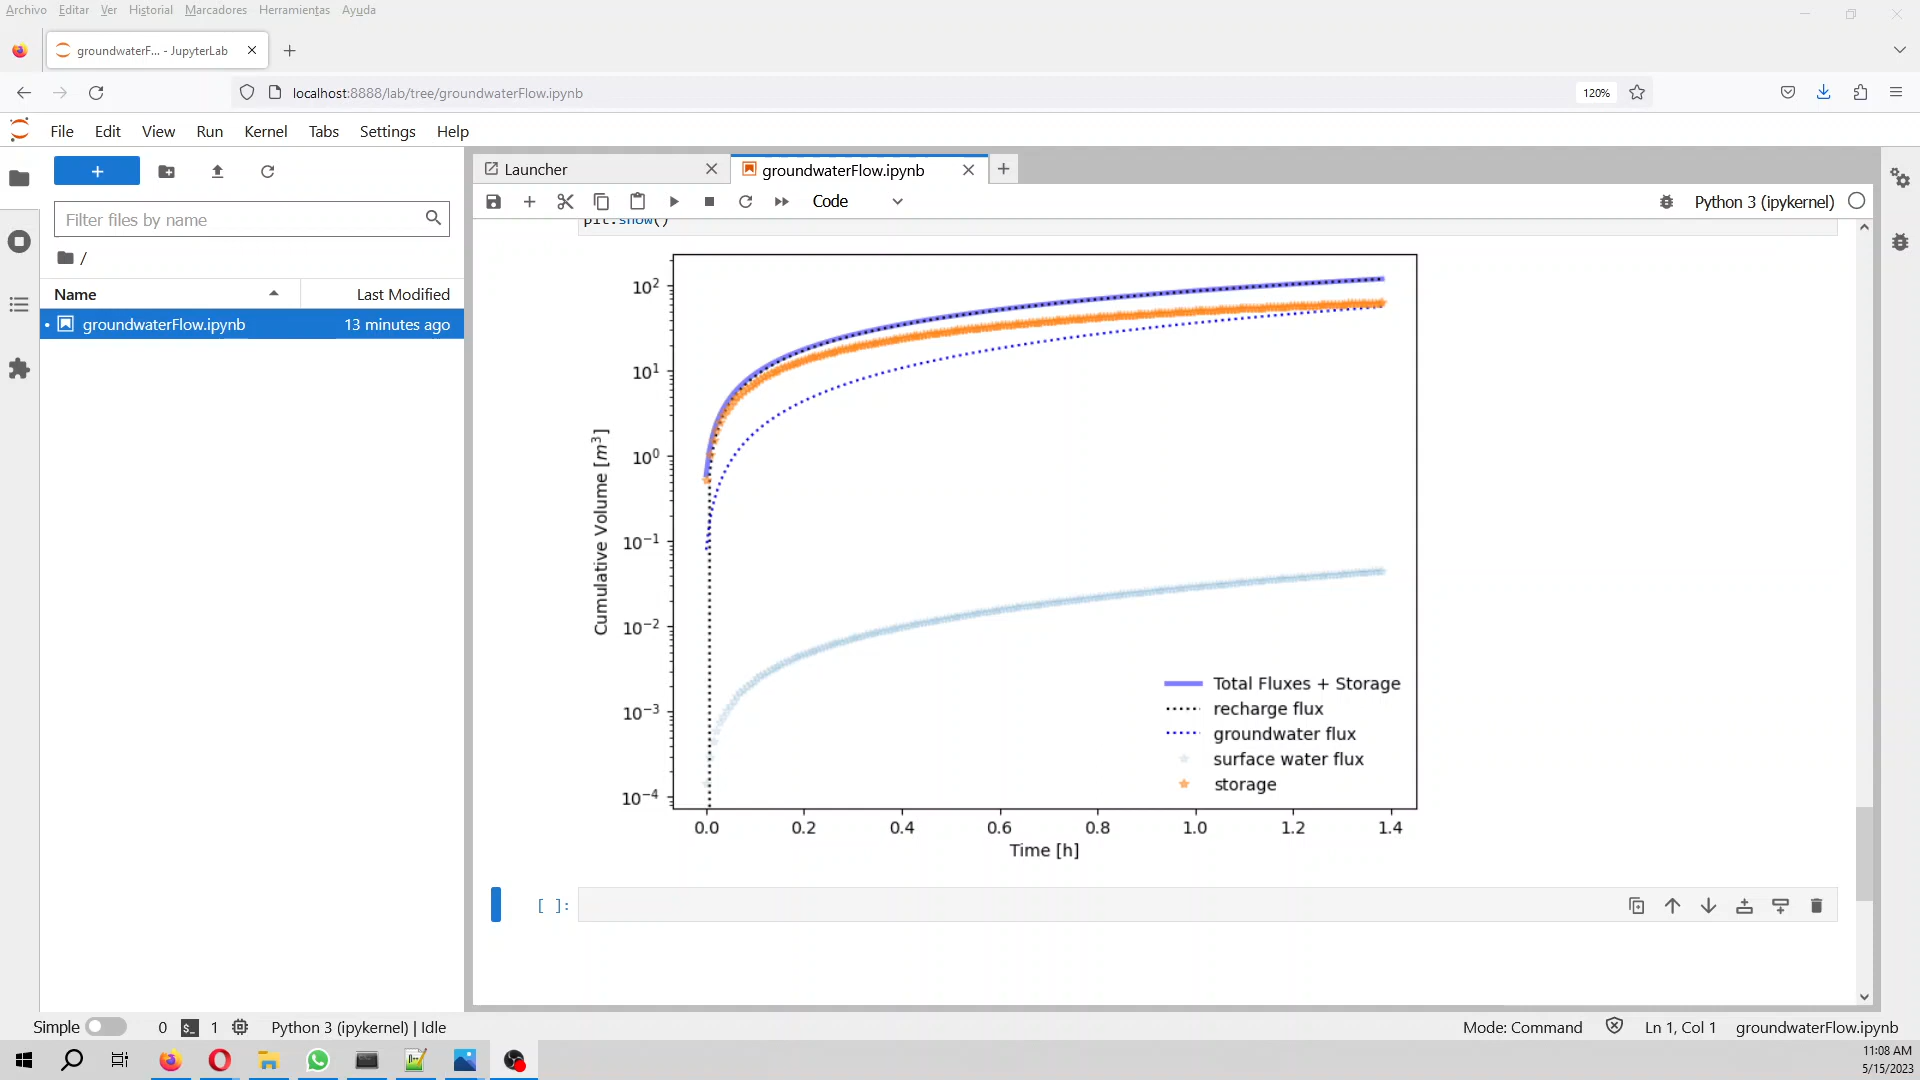 Archivo Editar Ver Historial Marcadores Herramientas Ayuda
groundwaterF... - JupyterLab
localhost:8888/lab/tree/groundwaterFlow.ipynb
120%
File Edit View Run Kernel Tabs Settings Help
Launcher
groundwaterFlow.ipynb
Code
Python 3 (ipykernel)
Filter files by name
/
Name
Last Modified
groundwaterFlow.ipynb
13 minutes ago
plt.show()
10²
10¹
10⁰
10⁻¹
10⁻²
10⁻³
10⁻⁴
Cumulative Volume [m³]
Total Fluxes + Storage
recharge flux
groundwater flux
surface water flux
storage
0.0 0.2 0.4 0.6 0.8 1.0 1.2 1.4
Time [h]
[ ]:
Simple
0
$_
1
Python 3 (ipykernel) | Idle
Mode: Command
Ln 1, Col 1
groundwaterFlow.ipynb
11:08 AM
5/15/2023